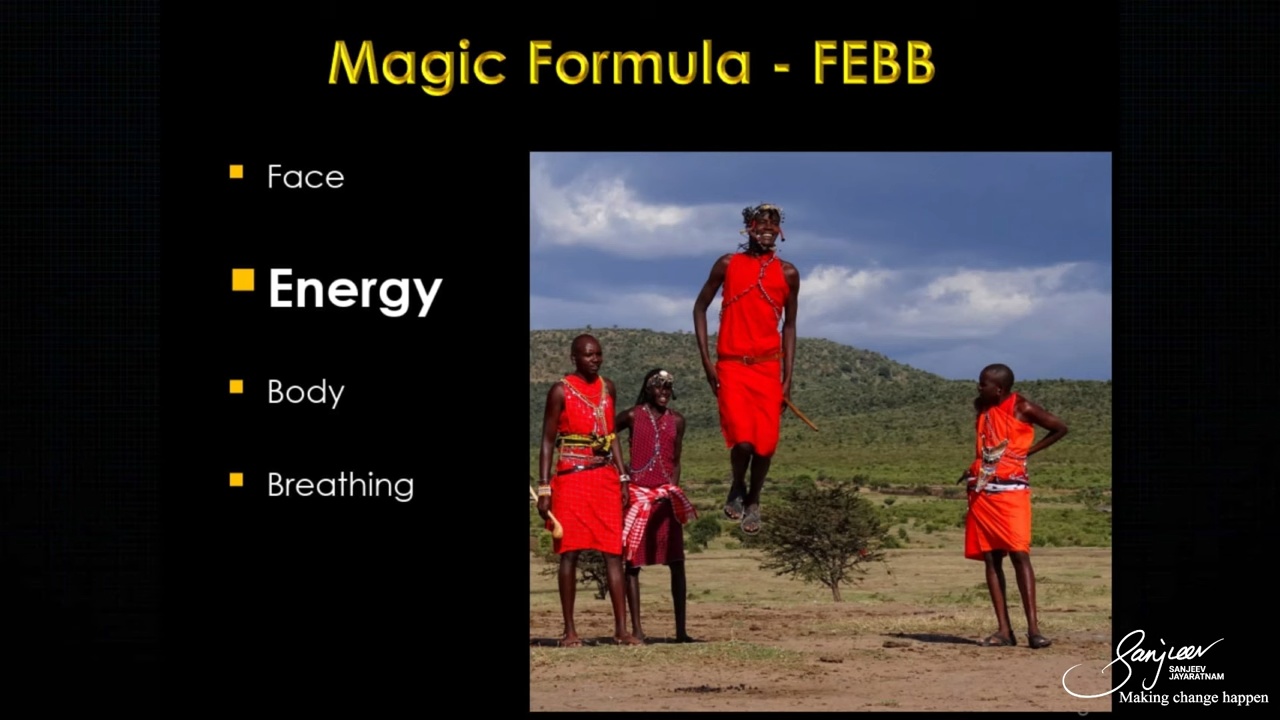 Magic Formula - FEBB
Face
Energy
Body
Breathing
Sanjeev
SANJEEV
JAYARATNAM
Making change happen